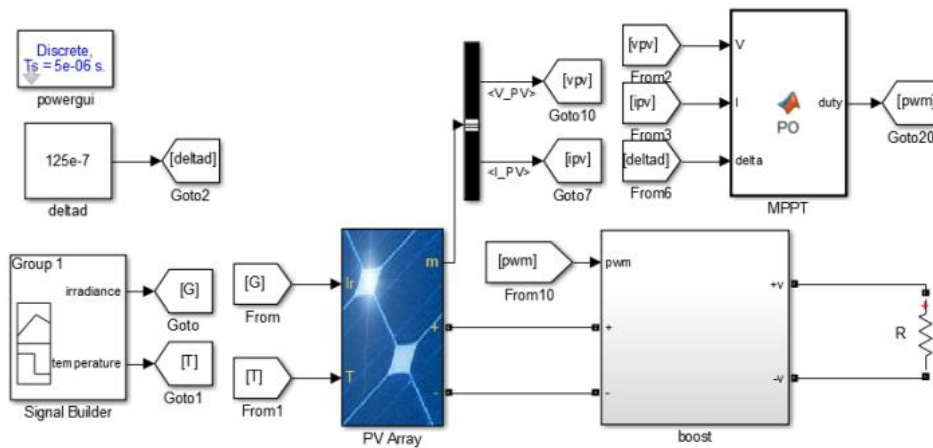 Discrete,
Ts = 5e-06 s.
powergui
125e-7
deltad
[deltad]
Goto2
Group 1
irradiance
temperature
Signal Builder
[G]
Goto
[T]
Goto1
[G]
From
[T]
From1
Ir
T
m
+
-
PV Array
<V_PV>
[vpv]
Goto10
<I_PV>
[ipv]
Goto7
[vpv]
From2
[ipv]
From3
[deltad]
From6
V
I
delta
PO
duty
MPPT
[pwm]
Goto20
[pwm]
From10
pwm
+
-
+v
-v
boost
+
R